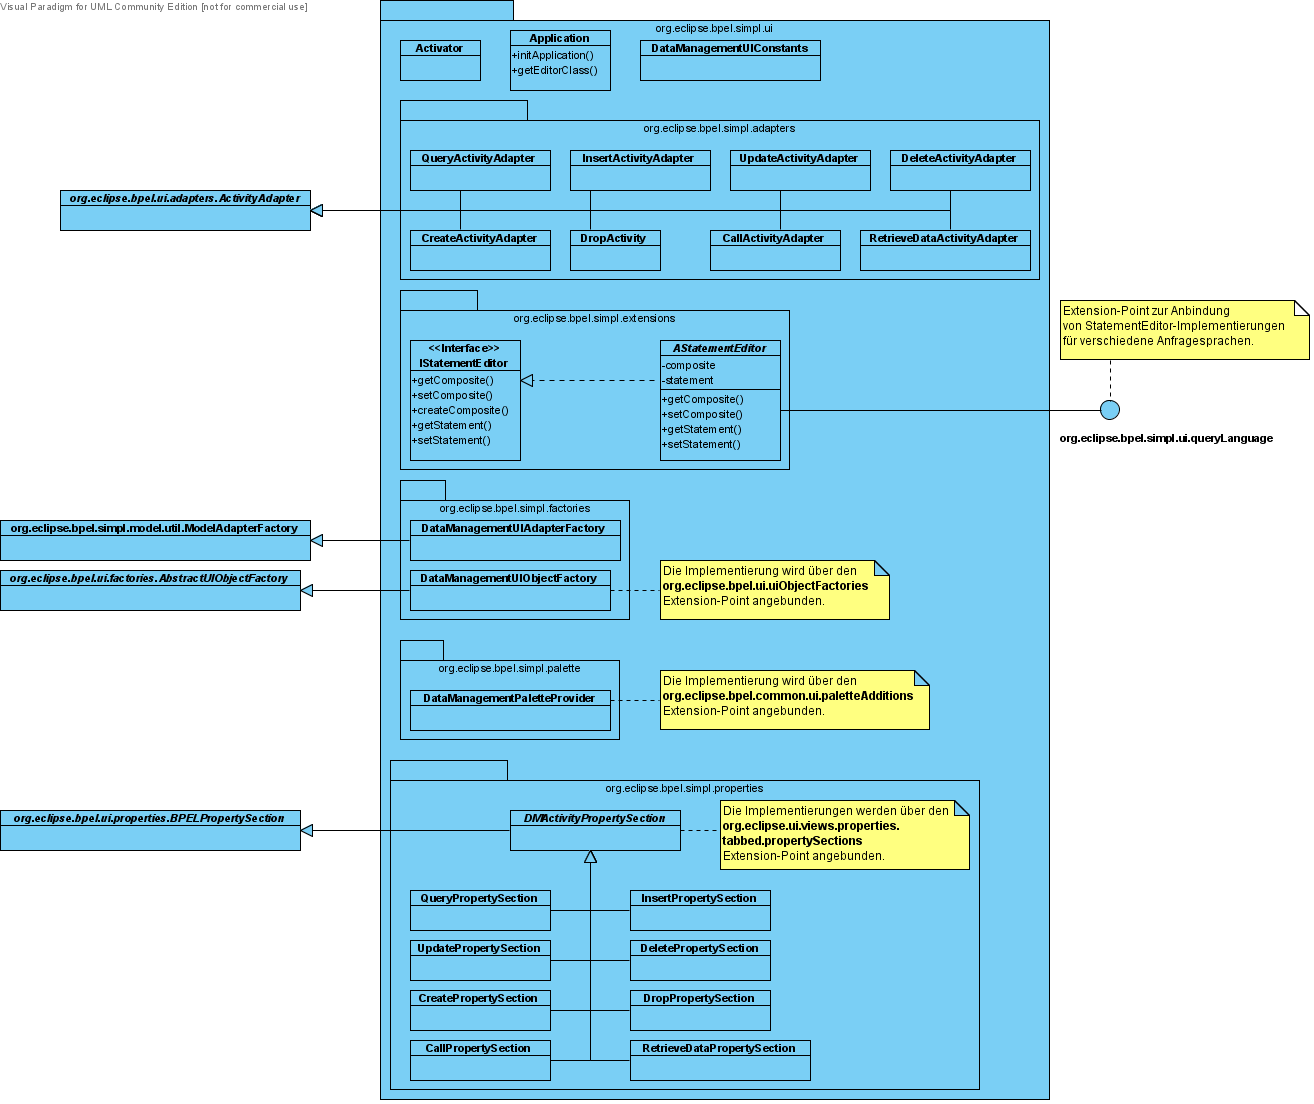 Visual Paradigm for UML Community Edition [not for commercial use]
org.eclipse.bpel.simpl.ui
Activator
Application
+initApplication()
+getEditorClass()
DataManagementUIConstants
org.eclipse.bpel.simpl.adapters
QueryActivityAdapter
InsertActivityAdapter
UpdateActivityAdapter
DeleteActivityAdapter
org.eclipse.bpel.ui.adapters.ActivityAdapter
CreateActivityAdapter
DropActivity
CallActivityAdapter
RetrieveDataActivityAdapter
org.eclipse.bpel.simpl.extensions
<<Interface>>
IStatementEditor
+getComposite()
+setComposite()
+createComposite()
+getStatement()
+setStatement()
AStatementEditor
-composite
-statement
+getComposite()
+setComposite()
+getStatement()
+setStatement()
Extension-Point zur Anbindung
von StatementEditor-Implementierungen
für verschiedene Anfragesprachen.
org.eclipse.bpel.simpl.ui.queryLanguage
org.eclipse.bpel.simpl.factories
org.eclipse.bpel.simpl.model.util.ModelAdapterFactory
DataManagementUIAdapterFactory
org.eclipse.bpel.ui.factories.AbstractUIObjectFactory
DataManagementUIObjectFactory
Die Implementierung wird über den
org.eclipse.bpel.ui.uiObjectFactories
Extension-Point angebunden.
org.eclipse.bpel.simpl.palette
DataManagementPaletteProvider
Die Implementierung wird über den
org.eclipse.bpel.common.ui.paletteAdditions
Extension-Point angebunden.
org.eclipse.bpel.simpl.properties
org.eclipse.bpel.ui.properties.BPELPropertySection
DMActivityPropertySection
Die Implementierungen werden über den
org.eclipse.ui.views.properties.
tabbed.propertySections
Extension-Point angebunden.
QueryPropertySection
InsertPropertySection
UpdatePropertySection
DeletePropertySection
CreatePropertySection
DropPropertySection
CallPropertySection
RetrieveDataPropertySection